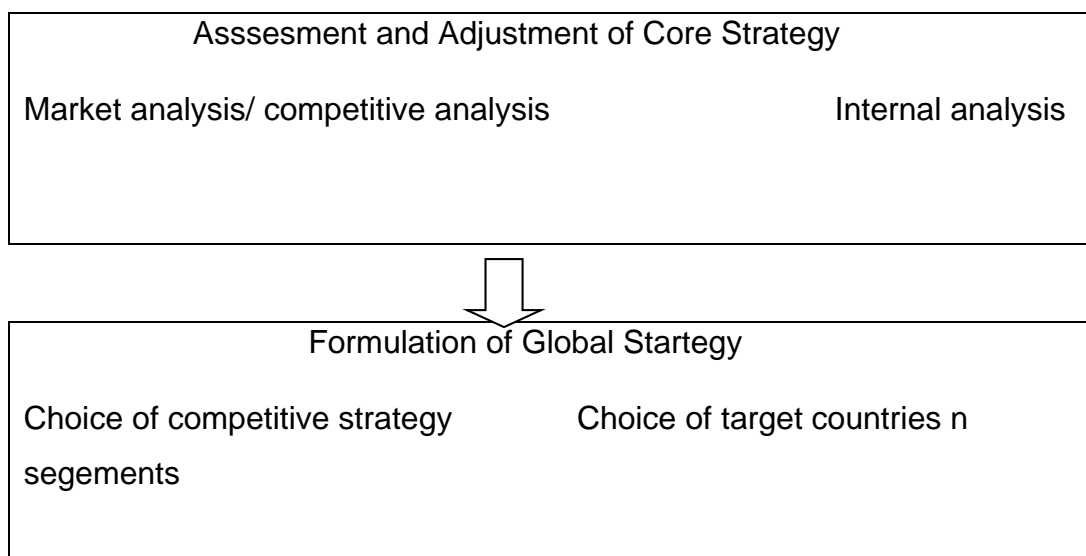 Asssesment and Adjustment of Core Strategy
Market analysis/ competitive analysis Internal analysis
Formulation of Global Startegy
Choice of competitive strategy Choice of target countries n
segements